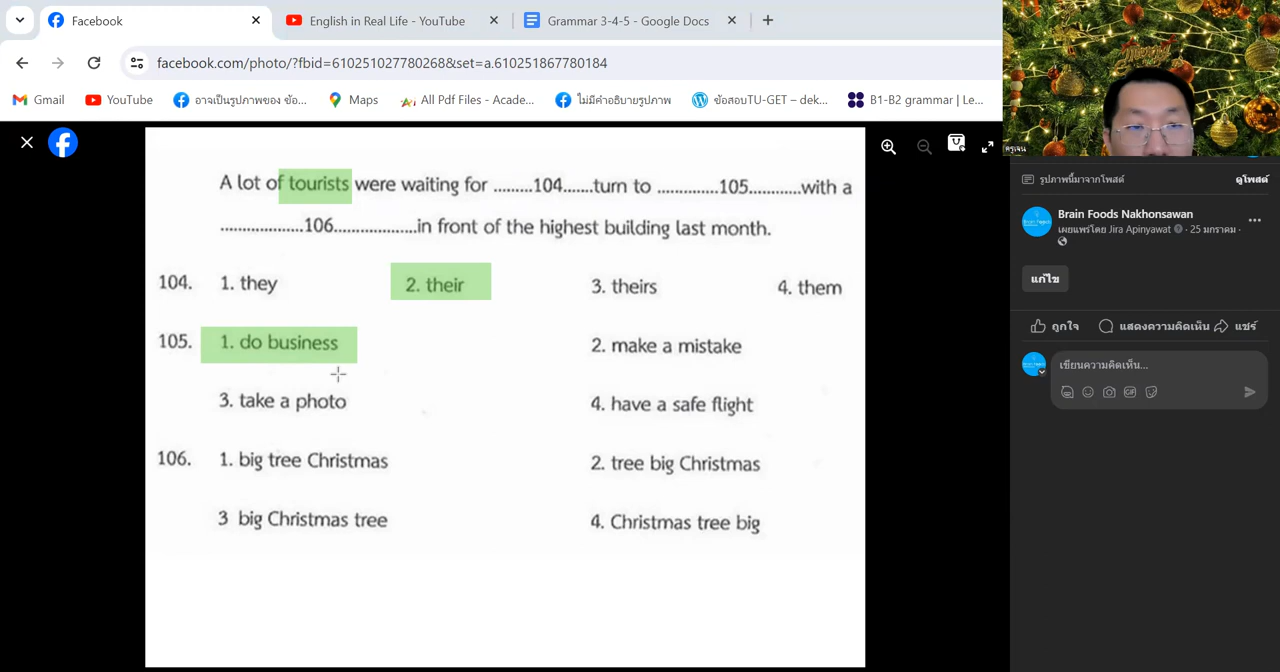 Facebook
English in Real Life - YouTube
Grammar 3-4-5 - Google Docs
facebook.com/photo/?fbid=610251027780268&set=a.610251867780184
Gmail
YouTube
อาจเป็นรูปภาพของ ข้อ...
Maps
All Pdf Files - Acade...
ไม่มีคำอธิบายรูปภาพ
ข้อสอบTU-GET – dek...
B1-B2 grammar | Le...
ครูเจน
A lot of tourists were waiting for .........104......turn to .............105...........with a
..................106..................in front of the highest building last month.
104. 1. they 2. their 3. theirs 4. them
105. 1. do business 2. make a mistake
3. take a photo 4. have a safe flight
106. 1. big tree Christmas 2. tree big Christmas
3 big Christmas tree 4. Christmas tree big
รูปภาพนี้มาจากโพสต์
ดูโพสต์
Brain Foods Nakhonsawan
เผยแพร่โดย Jira Apinyawat · 25 มกราคม ·
แก้ไข
ถูกใจ
แสดงความคิดเห็น
แชร์
เขียนความคิดเห็น...